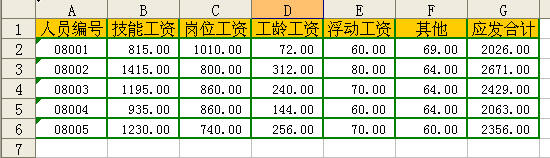 A B C D E F G
1 人员编号 技能工资 岗位工资 工龄工资 浮动工资 其他 应发合计
2 08001 815.00 1010.00 72.00 60.00 69.00 2026.00
3 08002 1415.00 800.00 312.00 80.00 64.00 2671.00
4 08003 1195.00 860.00 240.00 70.00 64.00 2429.00
5 08004 935.00 860.00 144.00 60.00 64.00 2063.00
6 08005 1230.00 740.00 256.00 70.00 60.00 2356.00
7